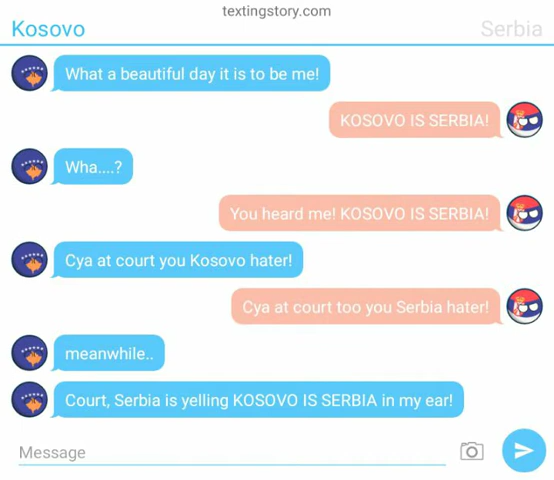 textingstory.com
Kosovo
Serbia
What a beautiful day it is to be me!
KOSOVO IS SERBIA!
Wha....?
You heard me! KOSOVO IS SERBIA!
Cya at court you Kosovo hater!
Cya at court too you Serbia hater!
meanwhile..
Court, Serbia is yelling KOSOVO IS SERBIA in my ear!
Message